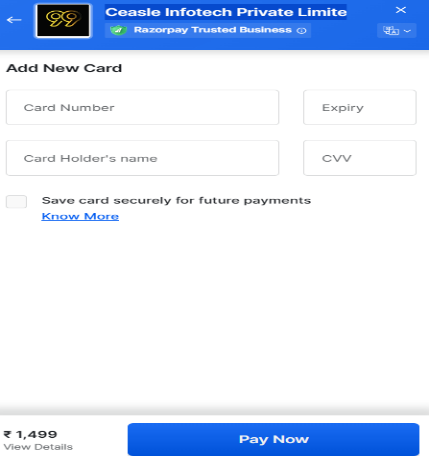 99
Ceasle Infotech Private Limite
Razorpay Trusted Business
Add New Card
Card Number
Expiry
Card Holder's name
CVV
Save card securely for future payments
Know More
₹ 1,499
View Details
Pay Now